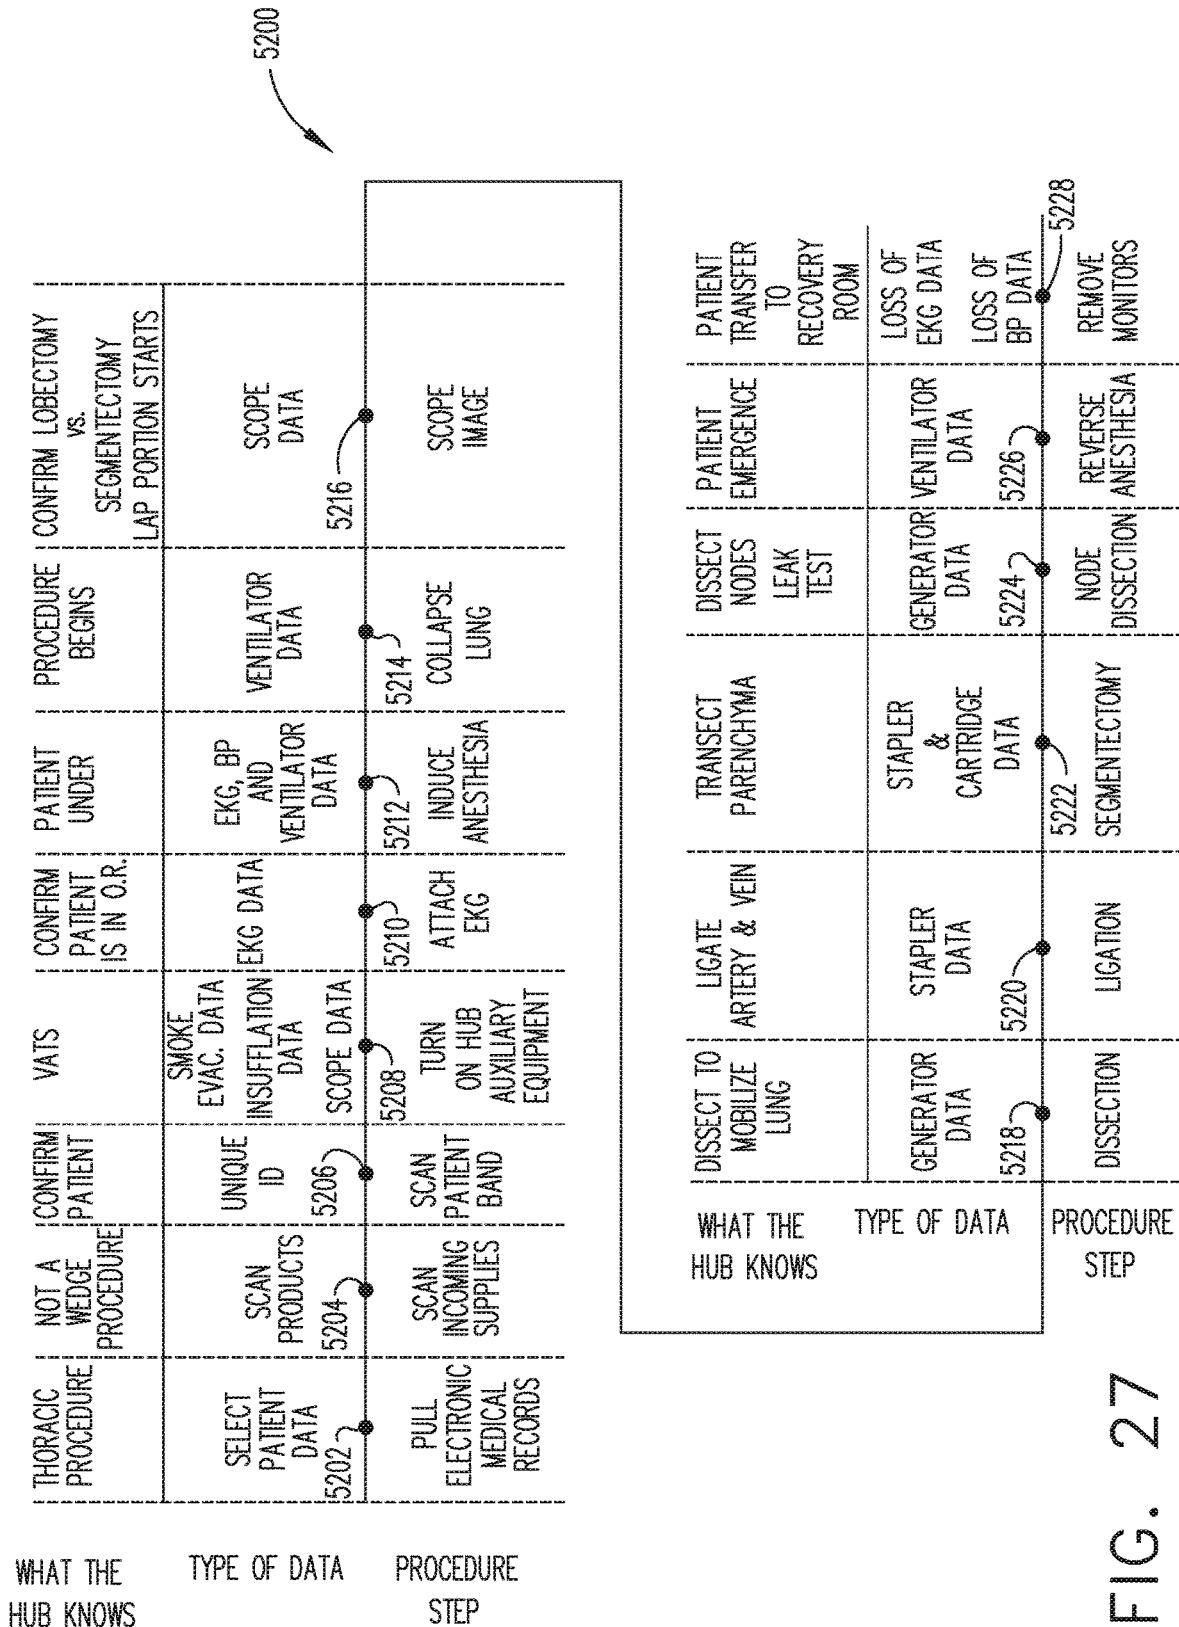 5200
WHAT THE
HUB KNOWS
THORACIC
PROCEDURE
NOT A
WEDGE
PROCEDURE
CONFIRM
PATIENT
VATS
CONFIRM
PATIENT
IS IN O.R.
PATIENT
UNDER
PROCEDURE
BEGINS
CONFIRM LOBECTOMY
vs.
SEGMENTECTOMY
LAP PORTION STARTS
TYPE OF DATA
SELECT
PATIENT
DATA
5202
SCAN
PRODUCTS
5204
UNIQUE
ID
5206
SMOKE
EVAC. DATA
INSUFFLATION
DATA
SCOPE DATA
5208
EKG DATA
5210
EKG, BP
AND
VENTILATOR
DATA
5212
VENTILATOR
DATA
5214
SCOPE
DATA
5216
PROCEDURE
STEP
PULL
ELECTRONIC
MEDICAL
RECORDS
SCAN
INCOMING
SUPPLIES
SCAN
PATIENT
BAND
TURN
ON HUB
AUXILIARY
EQUIPMENT
ATTACH
EKG
INDUCE
ANESTHESIA
COLLAPSE
LUNG
SCOPE
IMAGE
WHAT THE
HUB KNOWS
DISSECT TO
MOBILIZE
LUNG
LIGATE
ARTERY & VEIN
TRANSECT
PARENCHYMA
DISSECT
NODES
LEAK
TEST
PATIENT
EMERGENCE
PATIENT
TRANSFER
TO
RECOVERY
ROOM
TYPE OF DATA
GENERATOR
DATA
5218
STAPLER
DATA
5220
STAPLER
&
CARTRIDGE
DATA
5222
GENERATOR
DATA
5224
VENTILATOR
DATA
5226
LOSS OF
EKG DATA
LOSS OF
BP DATA
5228
PROCEDURE
STEP
DISSECTION
LIGATION
SEGMENTECTOMY
NODE
DISSECTION
REVERSE
ANESTHESIA
REMOVE
MONITORS
FIG. 27